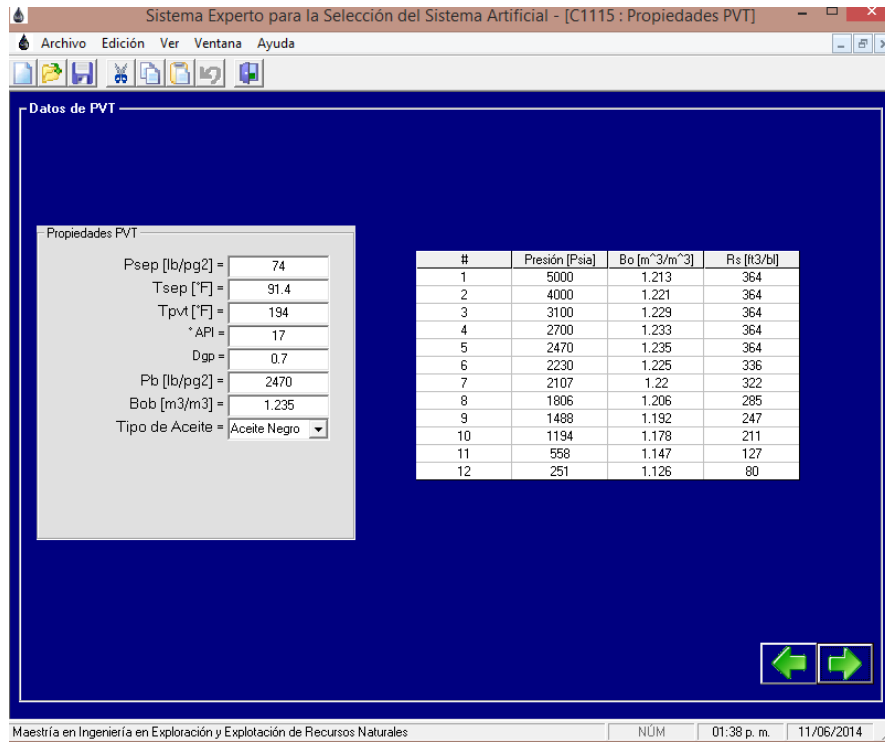 Sistema Experto para la Selección del Sistema Artificial - [C1115 : Propiedades PVT]
Archivo Edición Ver Ventana Ayuda
Datos de PVT
Propiedades PVT
Psep [lb/pg2] = 74
Tsep [°F] = 91.4
Tpvt [°F] = 194
°API = 17
Dgp = 0.7
Pb [lb/pg2] = 2470
Bob [m3/m3] = 1.235
Tipo de Aceite = Aceite Negro
# Presión [Psia] Bo [m^3/m^3] Rs [ft3/bl]
1 5000 1.213 364
2 4000 1.221 364
3 3100 1.229 364
4 2700 1.233 364
5 2470 1.235 364
6 2230 1.225 336
7 2107 1.22 322
8 1806 1.206 285
9 1488 1.192 247
10 1194 1.178 211
11 558 1.147 127
12 251 1.126 80
Maestría en Ingeniería en Exploración y Explotación de Recursos Naturales NÚM 01:38 p. m. 11/06/2014